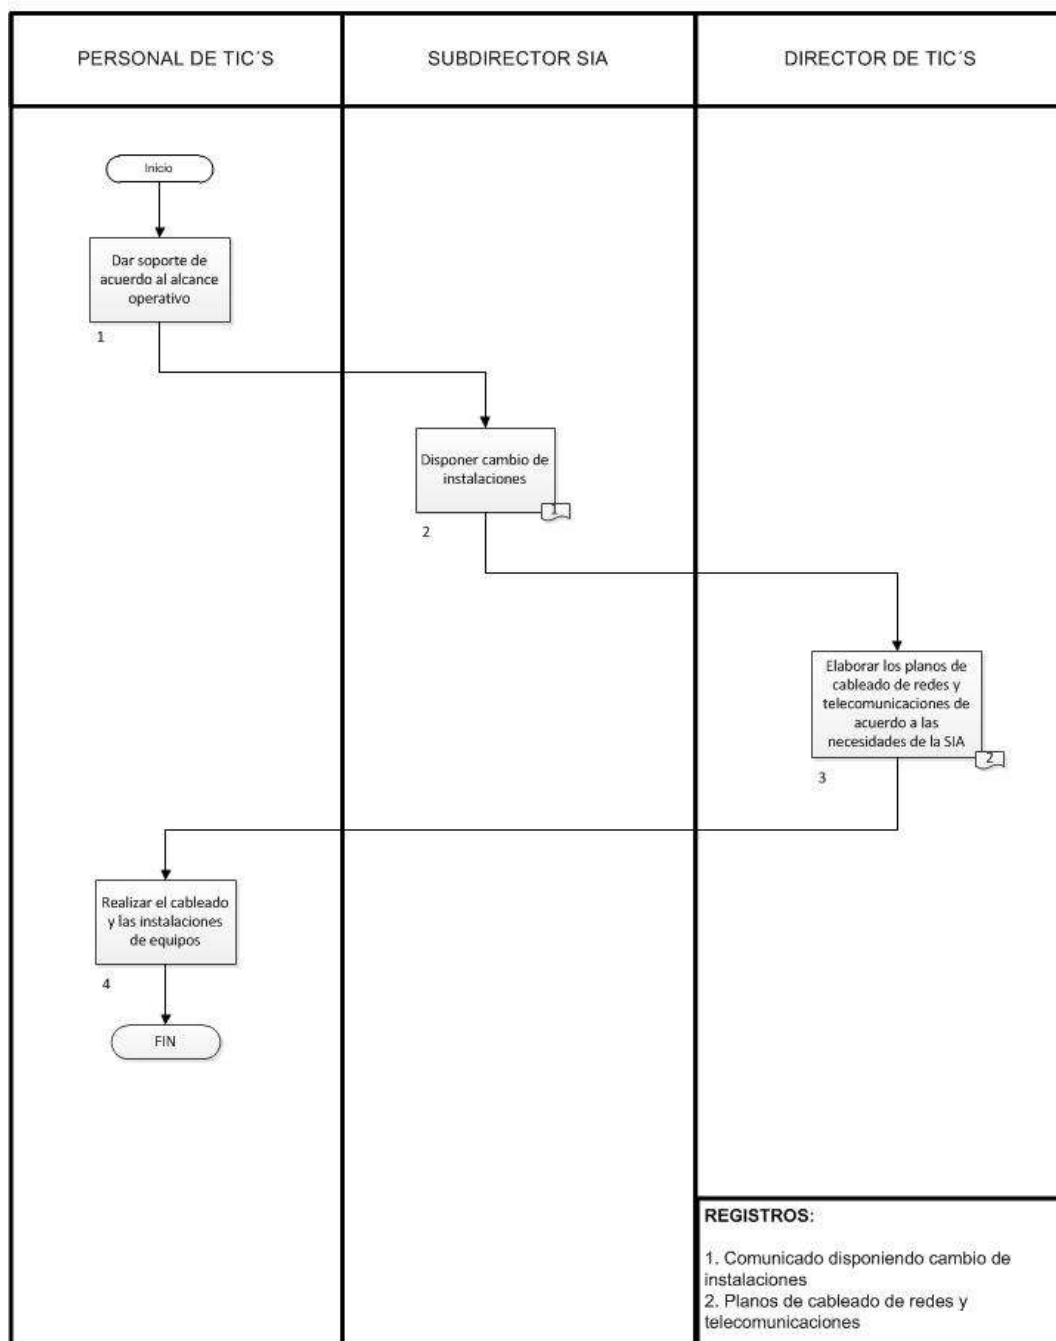 PERSONAL DE TIC´S
SUBDIRECTOR SIA
DIRECTOR DE TIC´S
Inicio
Dar soporte de
acuerdo al alcance
operativo
1
Disponer cambio de
instalaciones
1
2
Elaborar los planos de
cableado de redes y
telecomunicaciones de
acuerdo a las
necesidades de la SIA
2
3
Realizar el cableado
y las instalaciones
de equipos
4
FIN
REGISTROS:
1. Comunicado disponiendo cambio de
instalaciones
2. Planos de cableado de redes y
telecomunicaciones